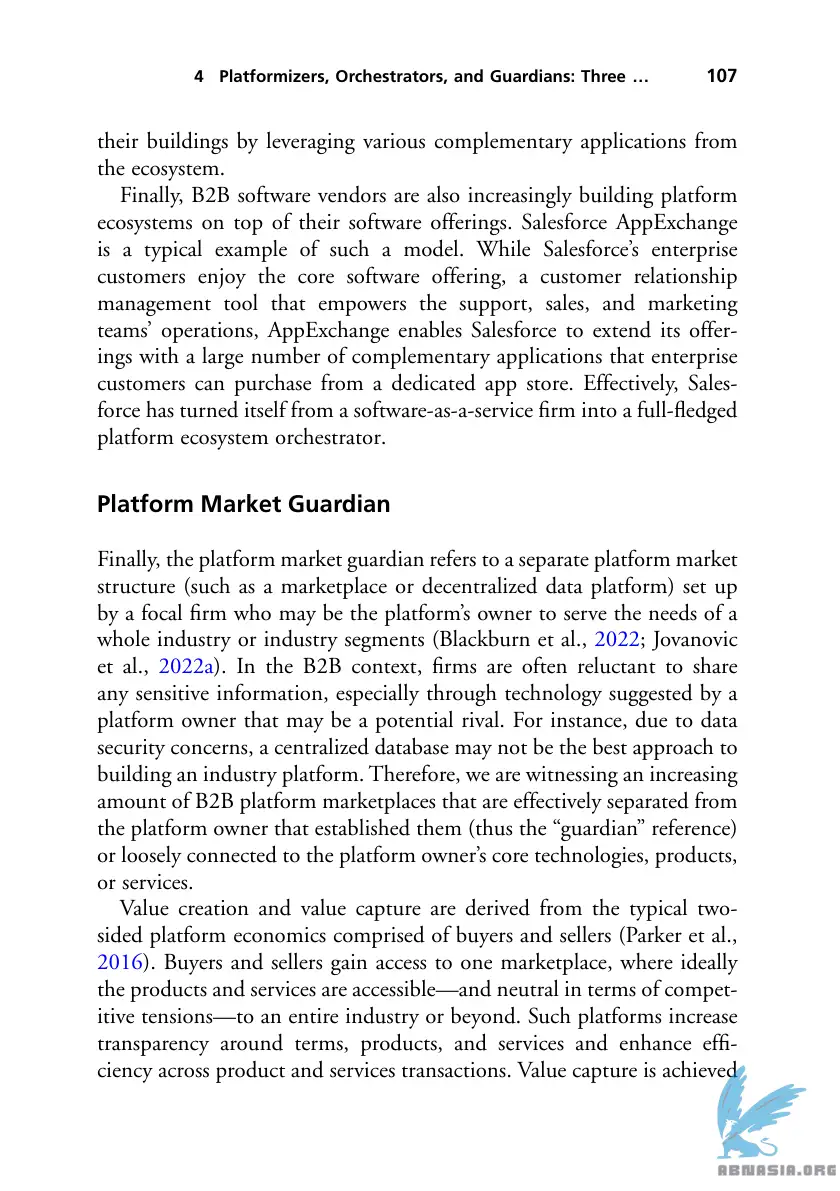 4 Platformizers, Orchestrators, and Guardians: Three … 107
their buildings by leveraging various complementary applications from
the ecosystem.
Finally, B2B software vendors are also increasingly building platform
ecosystems on top of their software offerings. Salesforce AppExchange
is a typical example of such a model. While Salesforce’s enterprise
customers enjoy the core software offering, a customer relationship
management tool that empowers the support, sales, and marketing
teams’ operations, AppExchange enables Salesforce to extend its offer-
ings with a large number of complementary applications that enterprise
customers can purchase from a dedicated app store. Effectively, Sales-
force has turned itself from a software-as-a-service firm into a full-fledged
platform ecosystem orchestrator.
Platform Market Guardian
Finally, the platform market guardian refers to a separate platform market
structure (such as a marketplace or decentralized data platform) set up
by a focal firm who may be the platform’s owner to serve the needs of a
whole industry or industry segments (Blackburn et al., 2022; Jovanovic
et al., 2022a). In the B2B context, firms are often reluctant to share
any sensitive information, especially through technology suggested by a
platform owner that may be a potential rival. For instance, due to data
security concerns, a centralized database may not be the best approach to
building an industry platform. Therefore, we are witnessing an increasing
amount of B2B platform marketplaces that are effectively separated from
the platform owner that established them (thus the “guardian” reference)
or loosely connected to the platform owner’s core technologies, products,
or services.
Value creation and value capture are derived from the typical two-
sided platform economics comprised of buyers and sellers (Parker et al.,
2016). Buyers and sellers gain access to one marketplace, where ideally
the products and services are accessible—and neutral in terms of compet-
itive tensions—to an entire industry or beyond. Such platforms increase
transparency around terms, products, and services and enhance effi-
ciency across product and services transactions. Value capture is achieved
ABNASIA.ORG